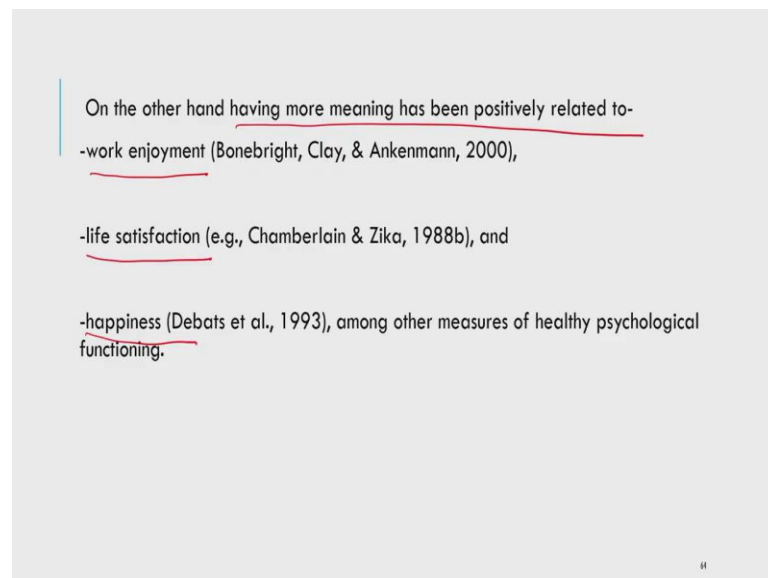 On the other hand having more meaning has been positively related to-
-work enjoyment (Bonebright, Clay, & Ankenmann, 2000),
-life satisfaction (e.g., Chamberlain & Zika, 1988b), and
-happiness (Debats et al., 1993), among other measures of healthy psychological
functioning.
64